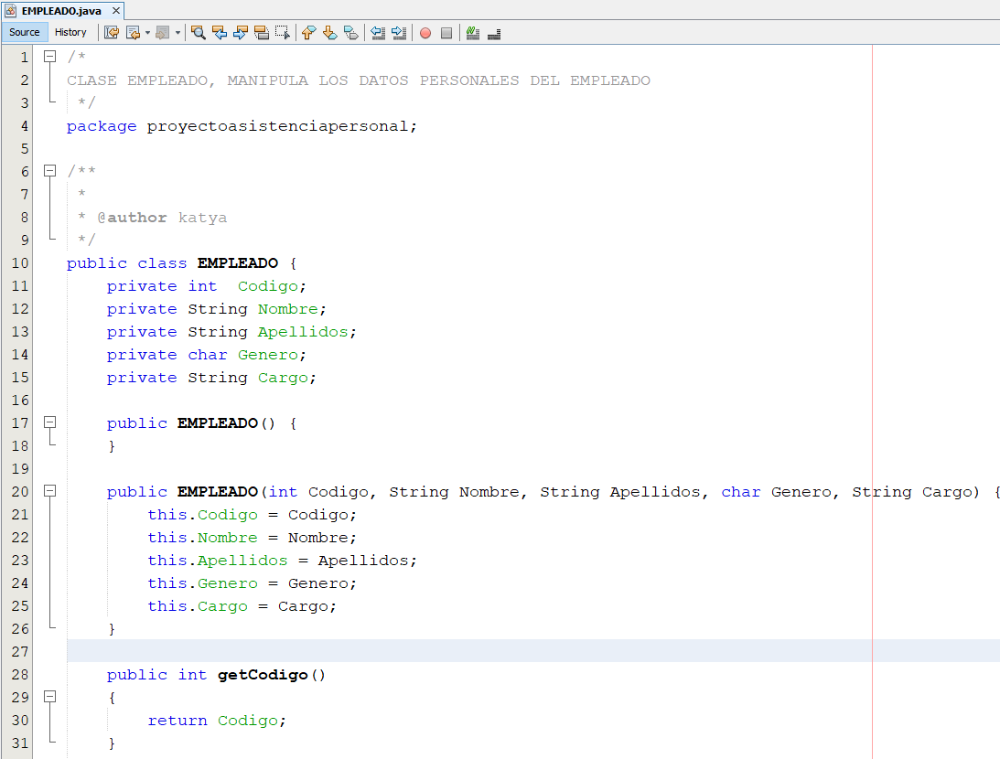 EMPLEADO.java
Source History
1 /*
2 CLASE EMPLEADO, MANIPULA LOS DATOS PERSONALES DEL EMPLEADO
3 */
4 package proyectoasistenciapersonal;
5
6 /**
7 *
8 * @author katya
9 */
10 public class EMPLEADO {
11 private int  Codigo;
12 private String Nombre;
13 private String Apellidos;
14 private char Genero;
15 private String Cargo;
16
17 public EMPLEADO() {
18 }
19
20 public EMPLEADO(int Codigo, String Nombre, String Apellidos, char Genero, String Cargo) {
21 this.Codigo = Codigo;
22 this.Nombre = Nombre;
23 this.Apellidos = Apellidos;
24 this.Genero = Genero;
25 this.Cargo = Cargo;
26 }
27
28 public int getCodigo()
29 {
30 return Codigo;
31 }